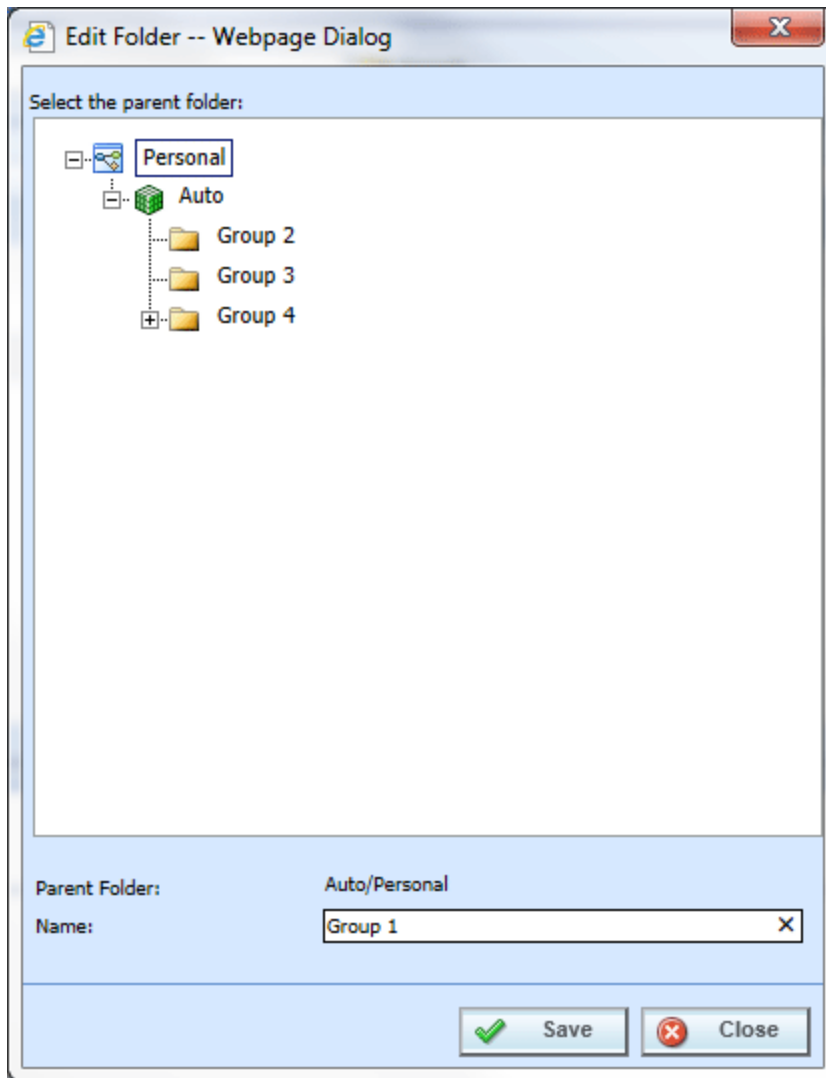 Edit Folder -- Webpage Dialog
Select the parent folder:
Personal
Auto
Group 2
Group 3
Group 4
Parent Folder: Auto/Personal
Name: Group 1
Save Close